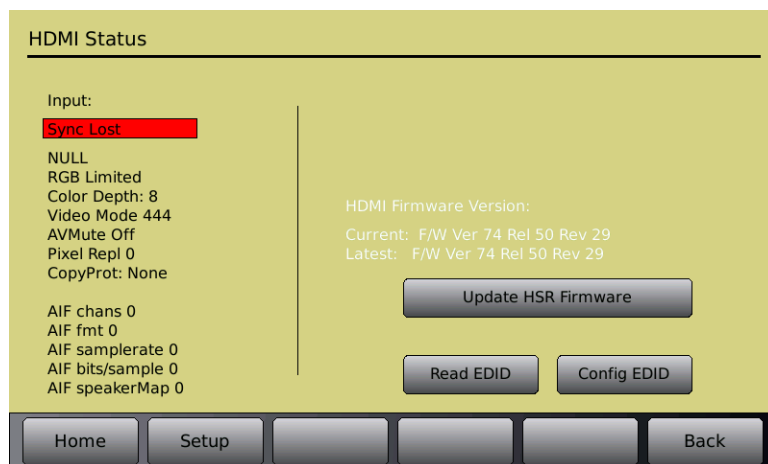 HDMI Status
Input:
Sync Lost
NULL
RGB Limited
Color Depth: 8
Video Mode 444
AVMute Off
Pixel Repl 0
CopyProt: None
AIF chans 0
AIF fmt 0
AIF samplerate 0
AIF bits/sample 0
AIF speakerMap 0
HDMI Firmware Version:
Current: F/W Ver 74 Rel 50 Rev 29
Latest: F/W Ver 74 Rel 50 Rev 29
Update HSR Firmware
Read EDID Config EDID
Home Setup Back